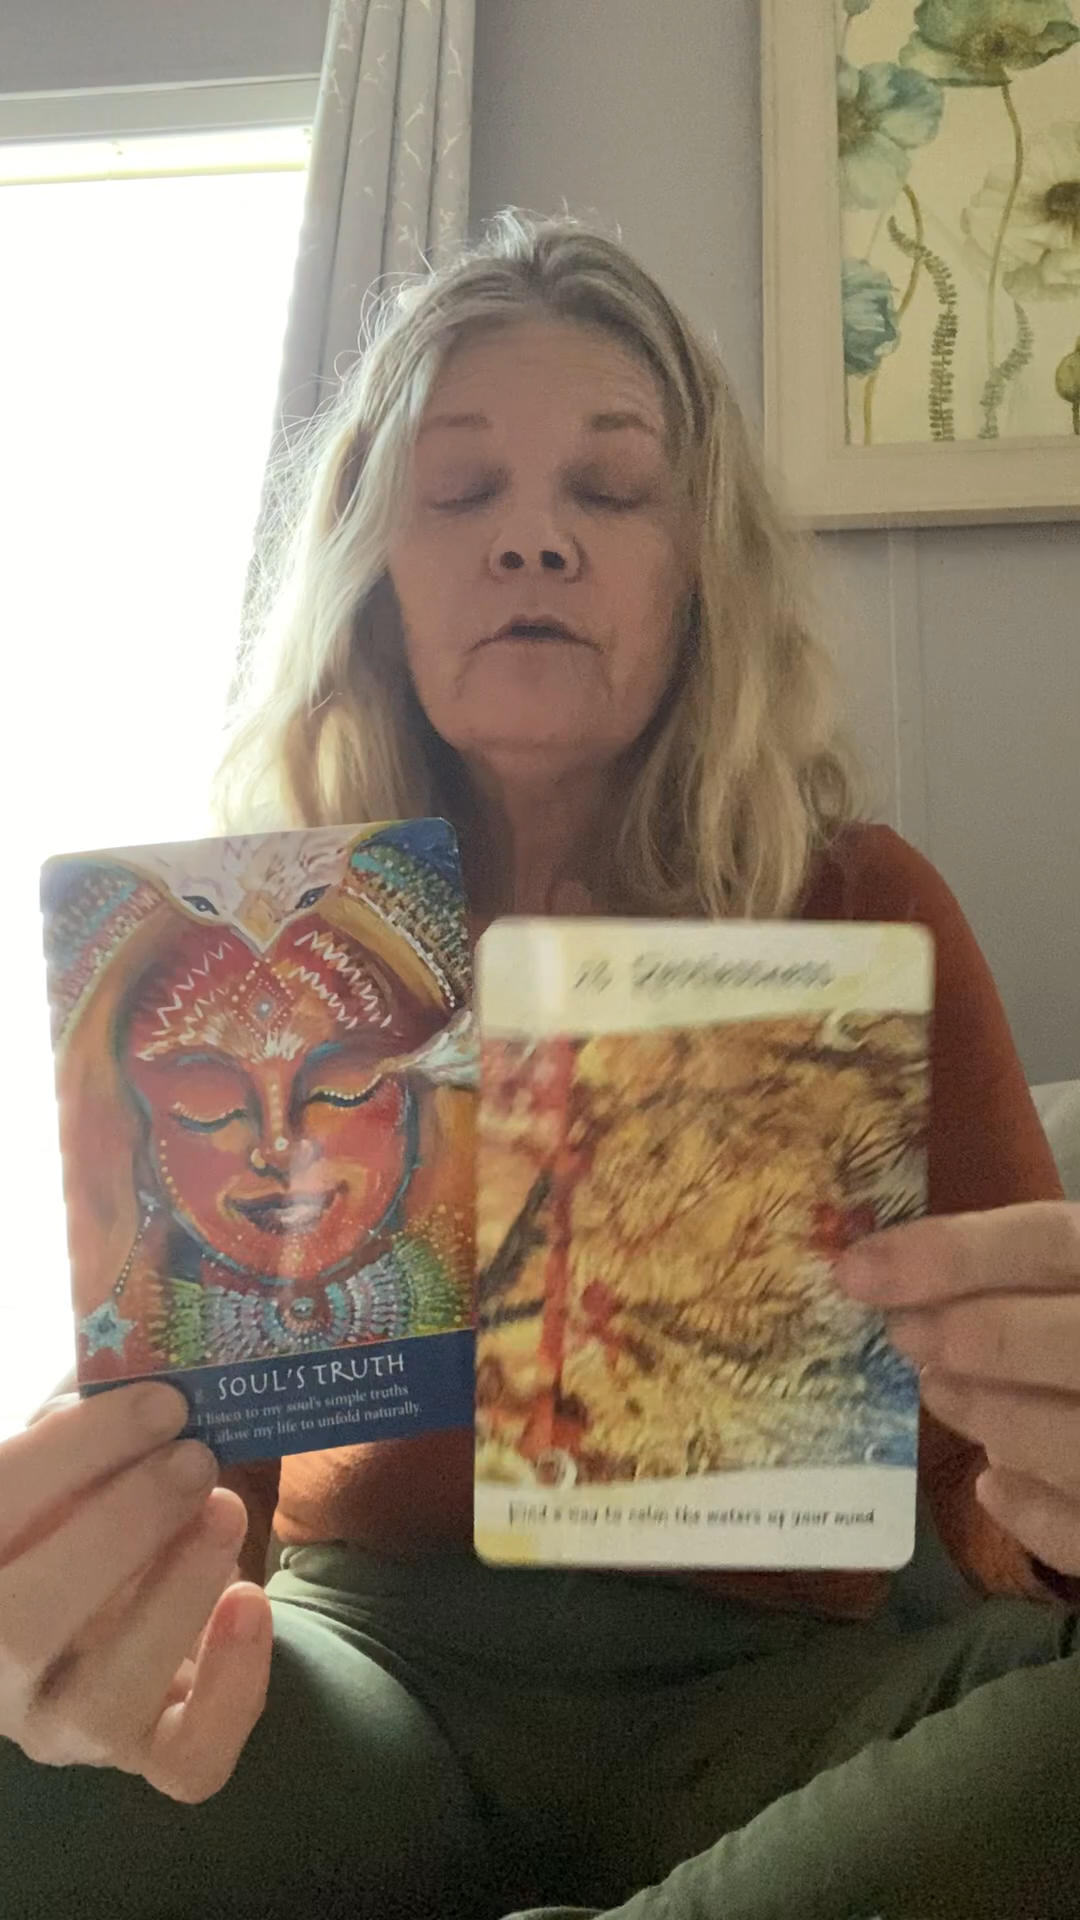 SOUL'S TRUTH
I listen to my soul's simple truths
allow my life to unfold naturally.
Find a way to calm the waters of your mind